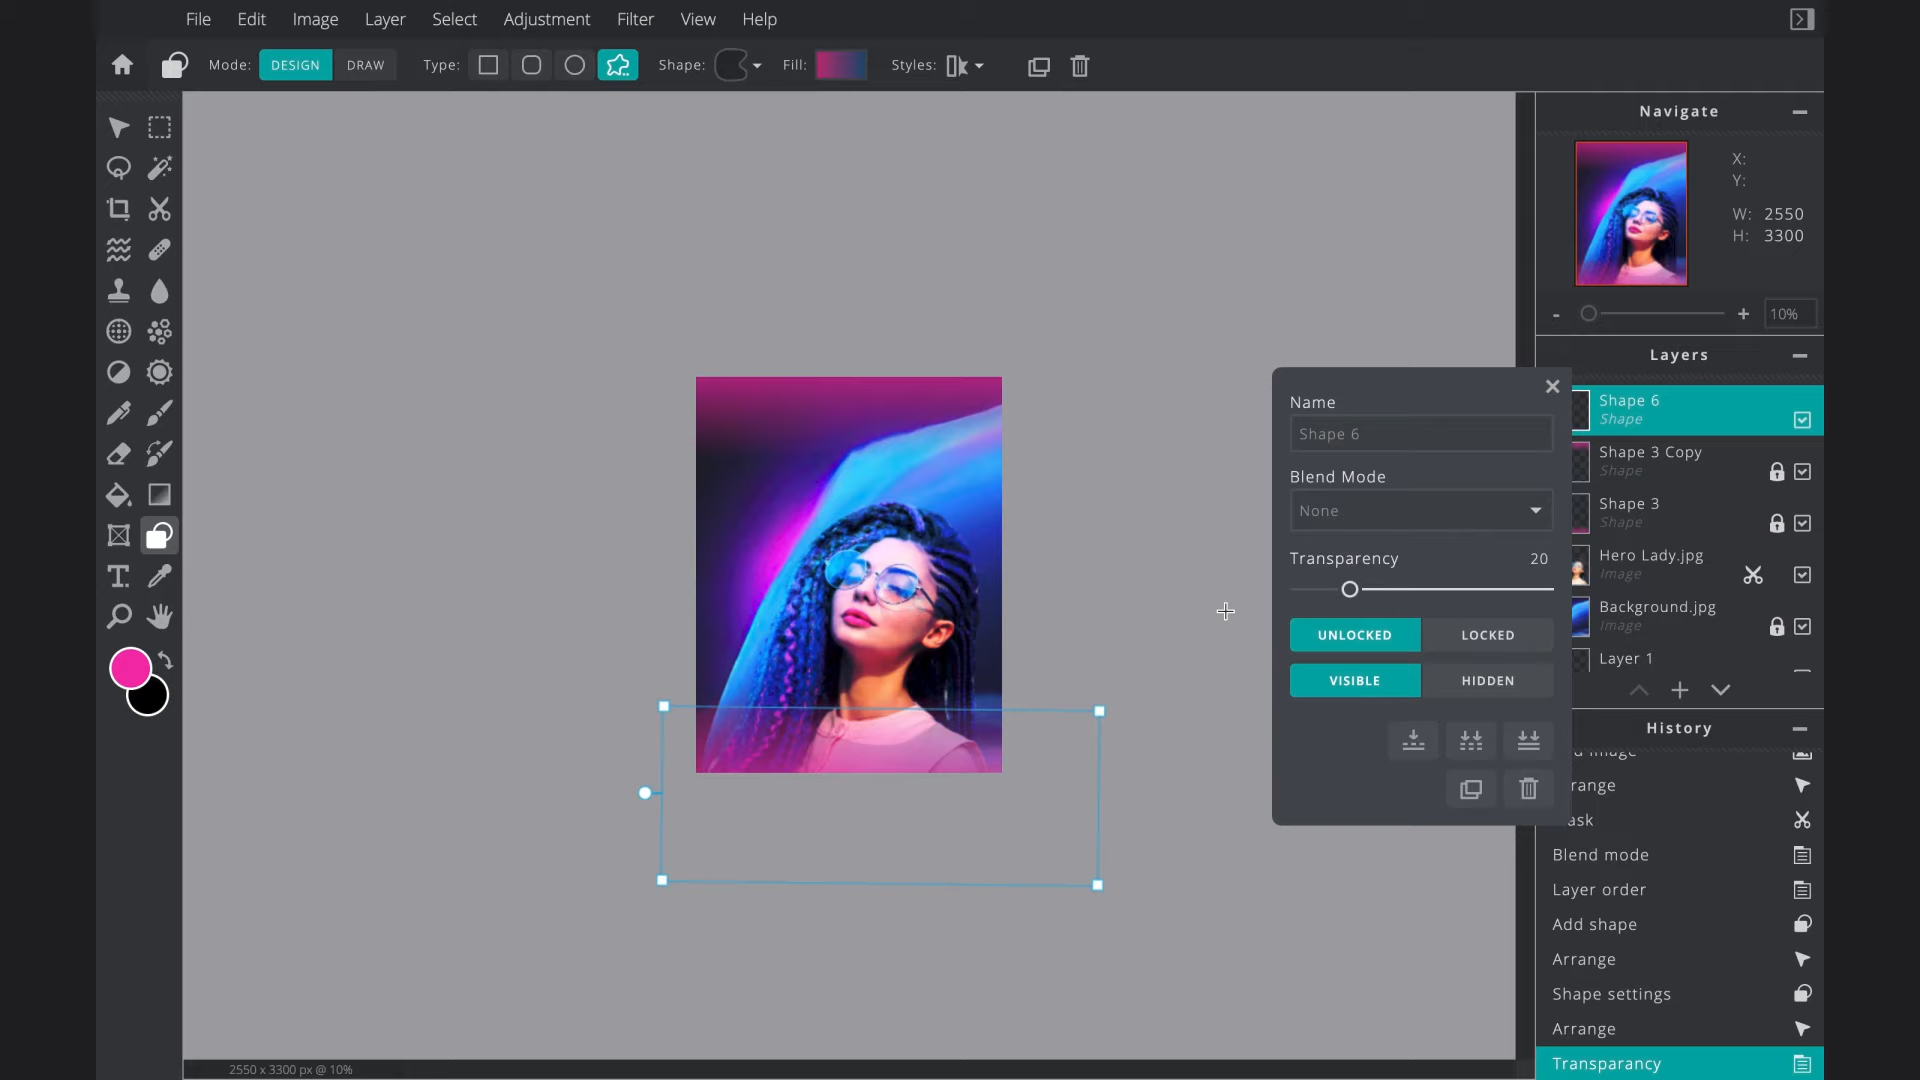 File Edit Image Layer Select Adjustment Filter View Help
Mode: DESIGN DRAW Type: Shape: Fill: Styles:
Navigate
X:
Y:
W: 2550
H: 3300
- + 10%
Layers
Shape 6
Shape
Shape 3 Copy
Shape
Shape 3
Shape
Hero Lady.jpg
Image
Background.jpg
Image
Layer 1
Name
Shape 6
Blend Mode
None
Transparency 20
UNLOCKED LOCKED
VISIBLE HIDDEN
History
Blend mode
Layer order
Add shape
Arrange
Shape settings
Arrange
Transparancy
2550 x 3300 px @ 10%